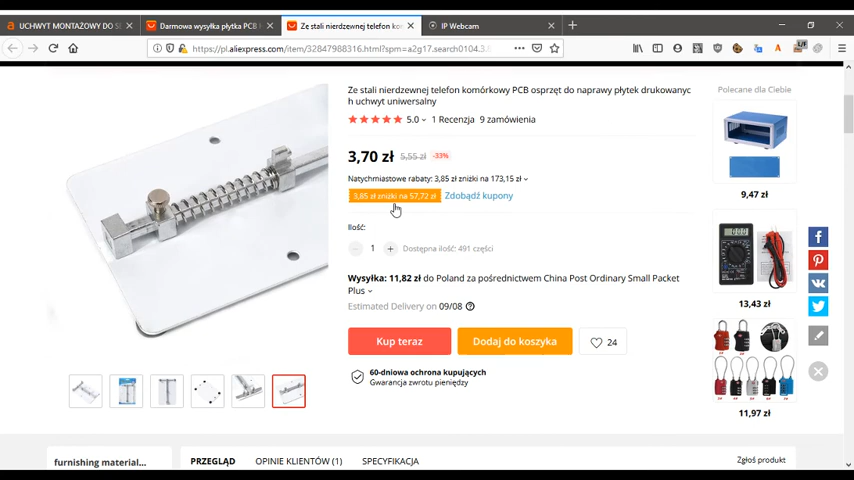 UCHWYT MONTAŻOWY DO S
Darmowa wysyłka płytka PCB H
Ze stali nierdzewnej telefon kom
IP Webcam
https://pl.aliexpress.com/item/32847988316.html?spm=a2g17.search0104.3.
Ze stali nierdzewnej telefon komórkowy PCB osprzęt do naprawy płytek drukowanyc
h uchwyt uniwersalny
5.0 1 Recenzja 9 zamówienia
3,70 zł 5,55 zł -33%
Natychmiastowe rabaty: 3,85 zł zniżki na 173,15 zł
3,85 zł zniżki na 57,72 zł Zdobądź kupony
Ilość:
1 Dostępna ilość: 491 części
Wysyłka: 11,82 zł do Poland za pośrednictwem China Post Ordinary Small Packet
Plus
Estimated Delivery on 09/08
Kup teraz Dodaj do koszyka 24
60-dniowa ochrona kupujących
Gwarancja zwrotu pieniędzy
Polecane dla Ciebie
9,47 zł
13,43 zł
11,97 zł
furnishing material...
PRZEGLĄD OPINIE KLIENTÓW (1) SPECYFIKACJA
Zgłoś produkt